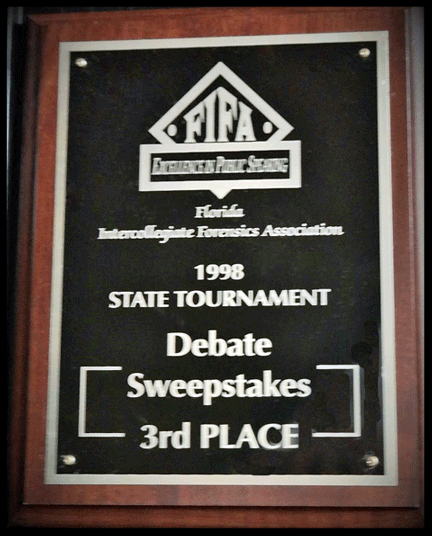 FIFA
EXCELLENCE IN PUBLIC SPEAKING
Florida
Intercollegiate Forensics Association
1998
STATE TOURNAMENT
Debate
Sweepstakes
3rd PLACE